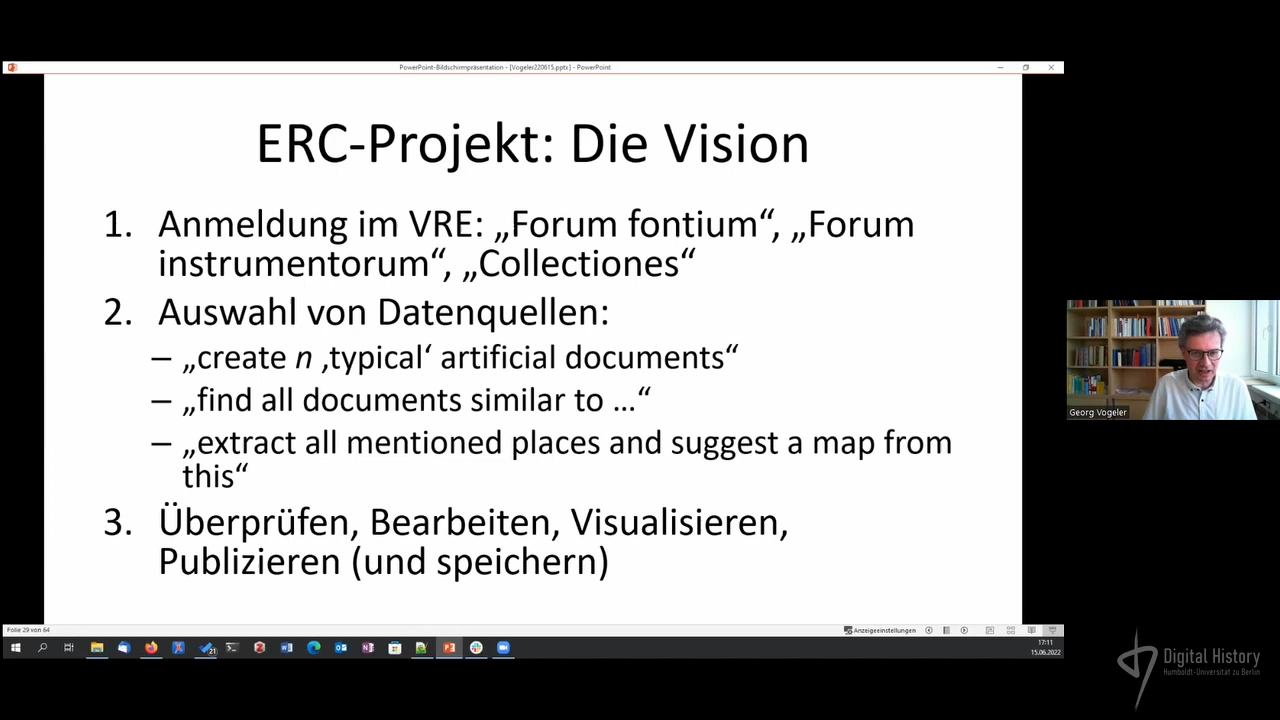 PowerPoint-Bildschirmpräsentation - [Vogeler220615.pptx] - PowerPoint
ERC-Projekt: Die Vision
1. Anmeldung im VRE: „Forum fontium“, „Forum
instrumentorum“, „Collectiones“
2. Auswahl von Datenquellen:
– „create n ‚typical‘ artificial documents“
– „find all documents similar to …“
– „extract all mentioned places and suggest a map from
this“
3. Überprüfen, Bearbeiten, Visualisieren,
Publizieren (und speichern)
Georg Vogeler
Folie 29 von 64
Anzeigeeinstellungen
21
17:11
15.06.2022
Digital History
Humboldt-Universität zu Berlin